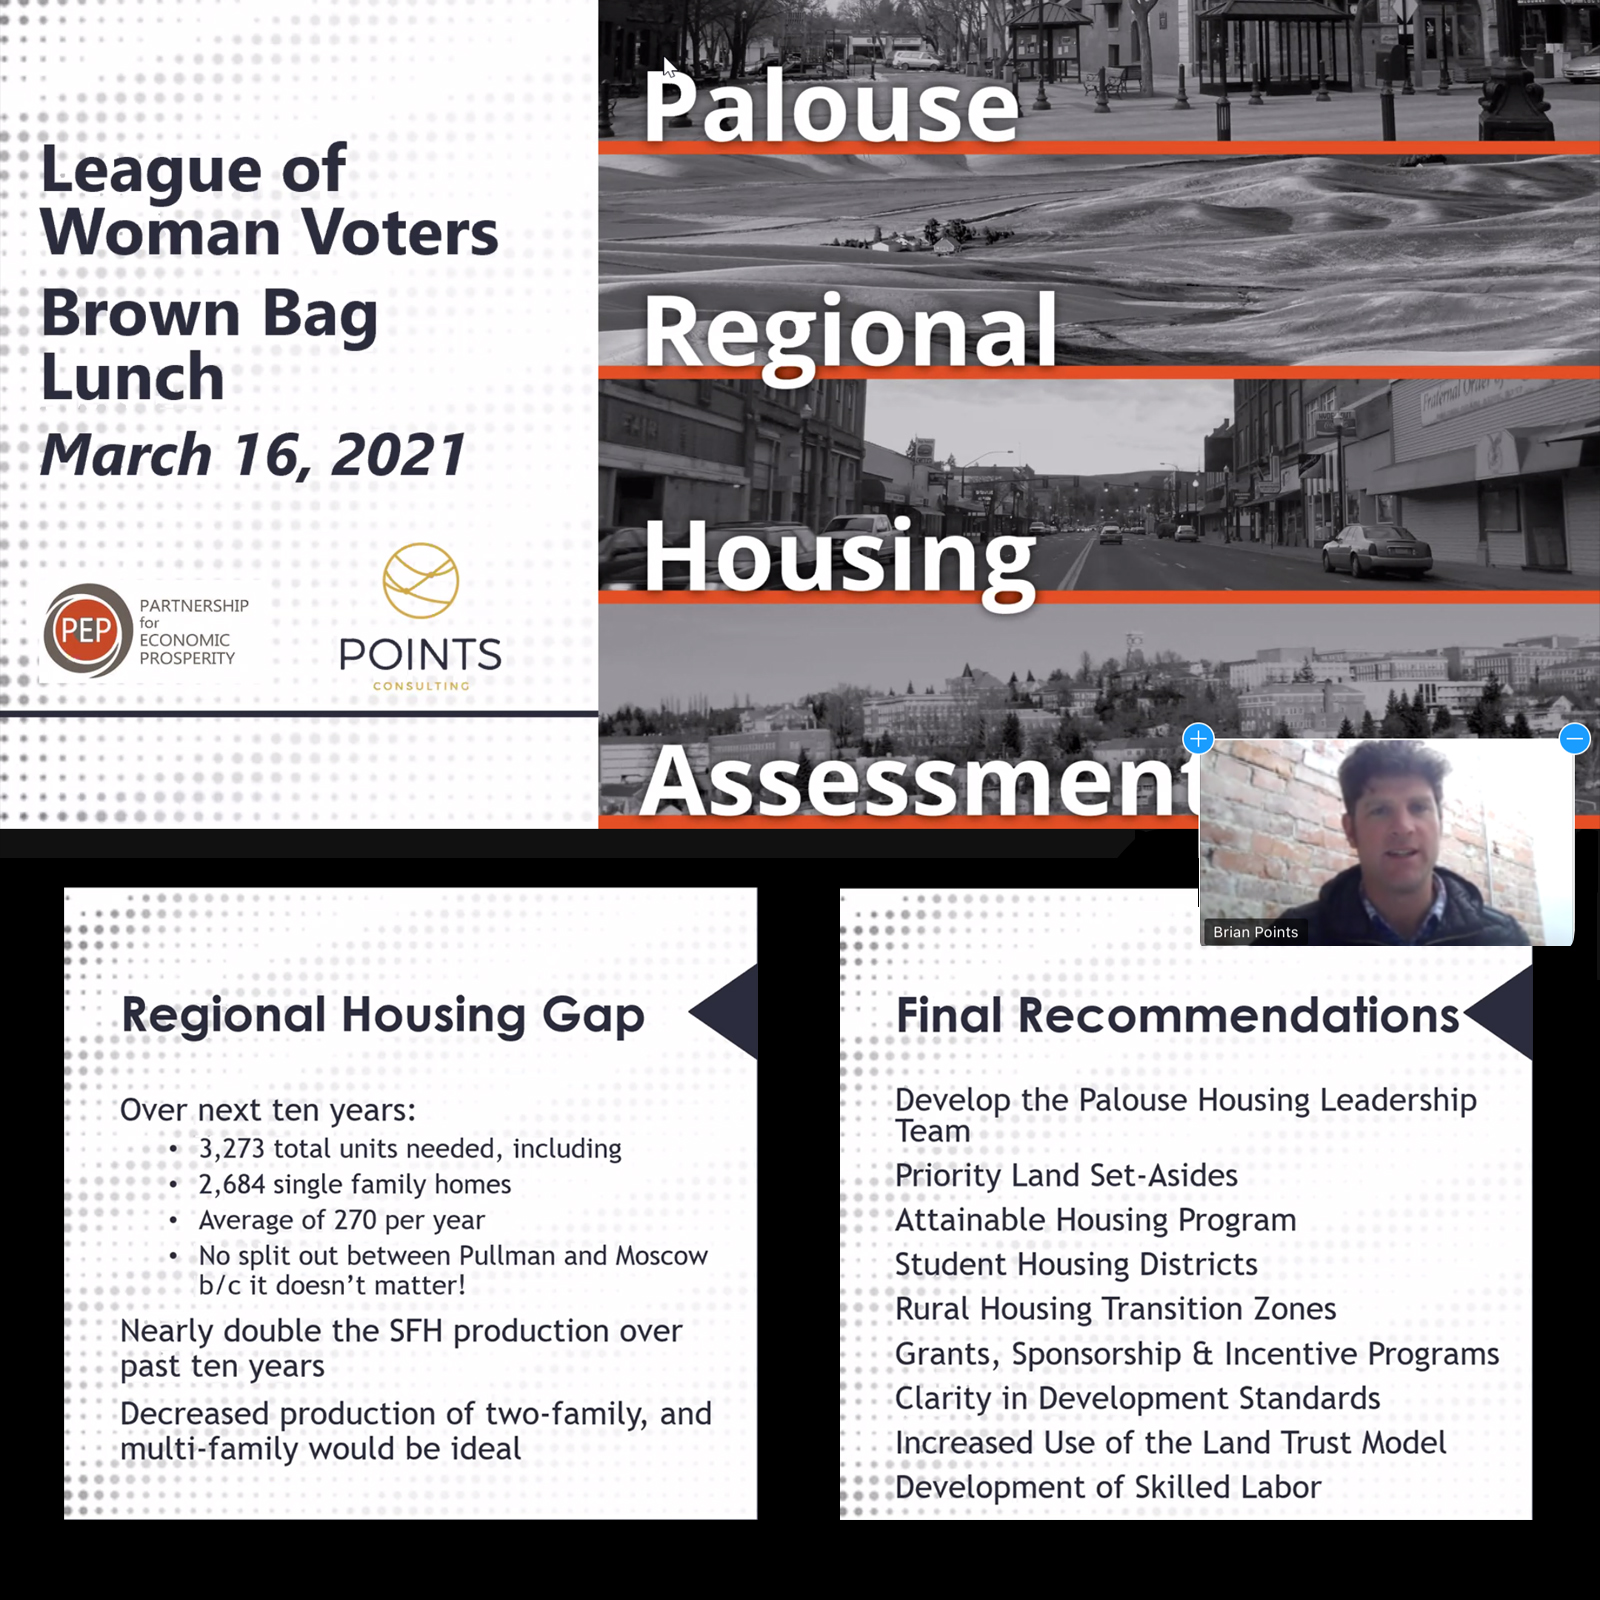 League of
Woman Voters
Brown Bag
Lunch
March 16, 2021
PEP
PARTNERSHIP
for
ECONOMIC
PROSPERITY
POINTS
CONSULTING
Palouse
Regional
Fraternal Order of
Housing
Assessment
Brian Points
Regional Housing Gap
Over next ten years:
• 3,273 total units needed, including
• 2,684 single family homes
• Average of 270 per year
• No split out between Pullman and Moscow
b/c it doesn’t matter!
Nearly double the SFH production over
past ten years
Decreased production of two-family, and
multi-family would be ideal
Final Recommendations
Develop the Palouse Housing Leadership
Team
Priority Land Set-Asides
Attainable Housing Program
Student Housing Districts
Rural Housing Transition Zones
Grants, Sponsorship & Incentive Programs
Clarity in Development Standards
Increased Use of the Land Trust Model
Development of Skilled Labor